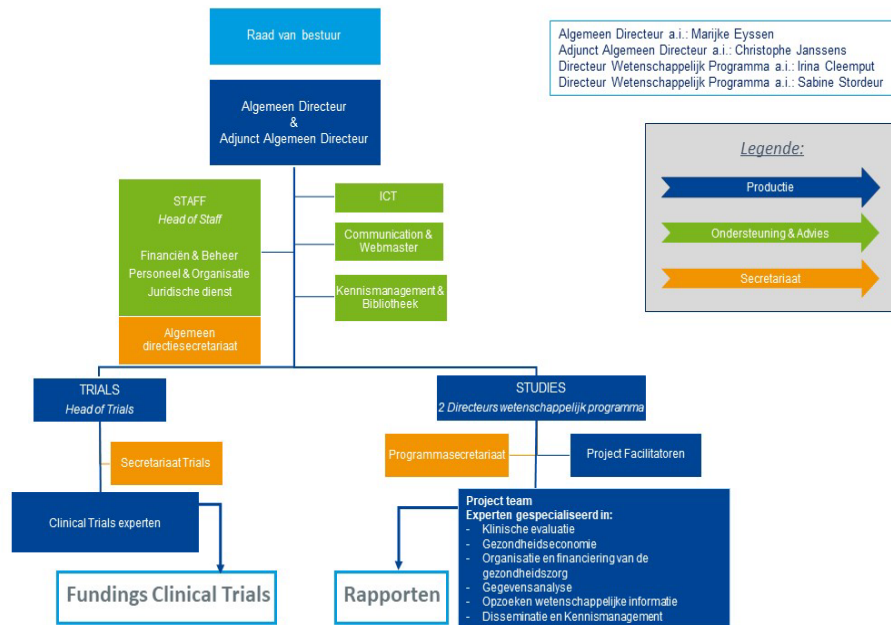 Raad van bestuur
Algemeen Directeur a.i.: Marijke Eyssen
Adjunct Algemeen Directeur a.i.: Christophe Janssens
Directeur Wetenschappelijk Programma a.i.: Irina Cleemput
Directeur Wetenschappelijk Programma a.i.: Sabine Stordeur
Algemeen Directeur
&
Adjunct Algemeen Directeur
Legende:
Productie
Ondersteuning & Advies
Secretariaat
STAFF
Head of Staff
Financiën & Beheer
Personeel & Organisatie
Juridische dienst
ICT
Communication &
Webmaster
Kennismanagement &
Bibliotheek
Algemeen
directiesecretariaat
TRIALS
Head of Trials
STUDIES
2 Directeurs wetenschappelijk programma
Secretariaat Trials
Programmasecretariaat
Project Facilitatoren
Clinical Trials experten
Project team
Experten gespecialiseerd in:
- Klinische evaluatie
- Gezondheidseconomie
- Organisatie en financiering van de
gezondheidszorg
- Gegevensanalyse
- Opzoeken wetenschappelijke informatie
- Disseminatie en Kennismanagement
Fundings Clinical Trials
Rapporten